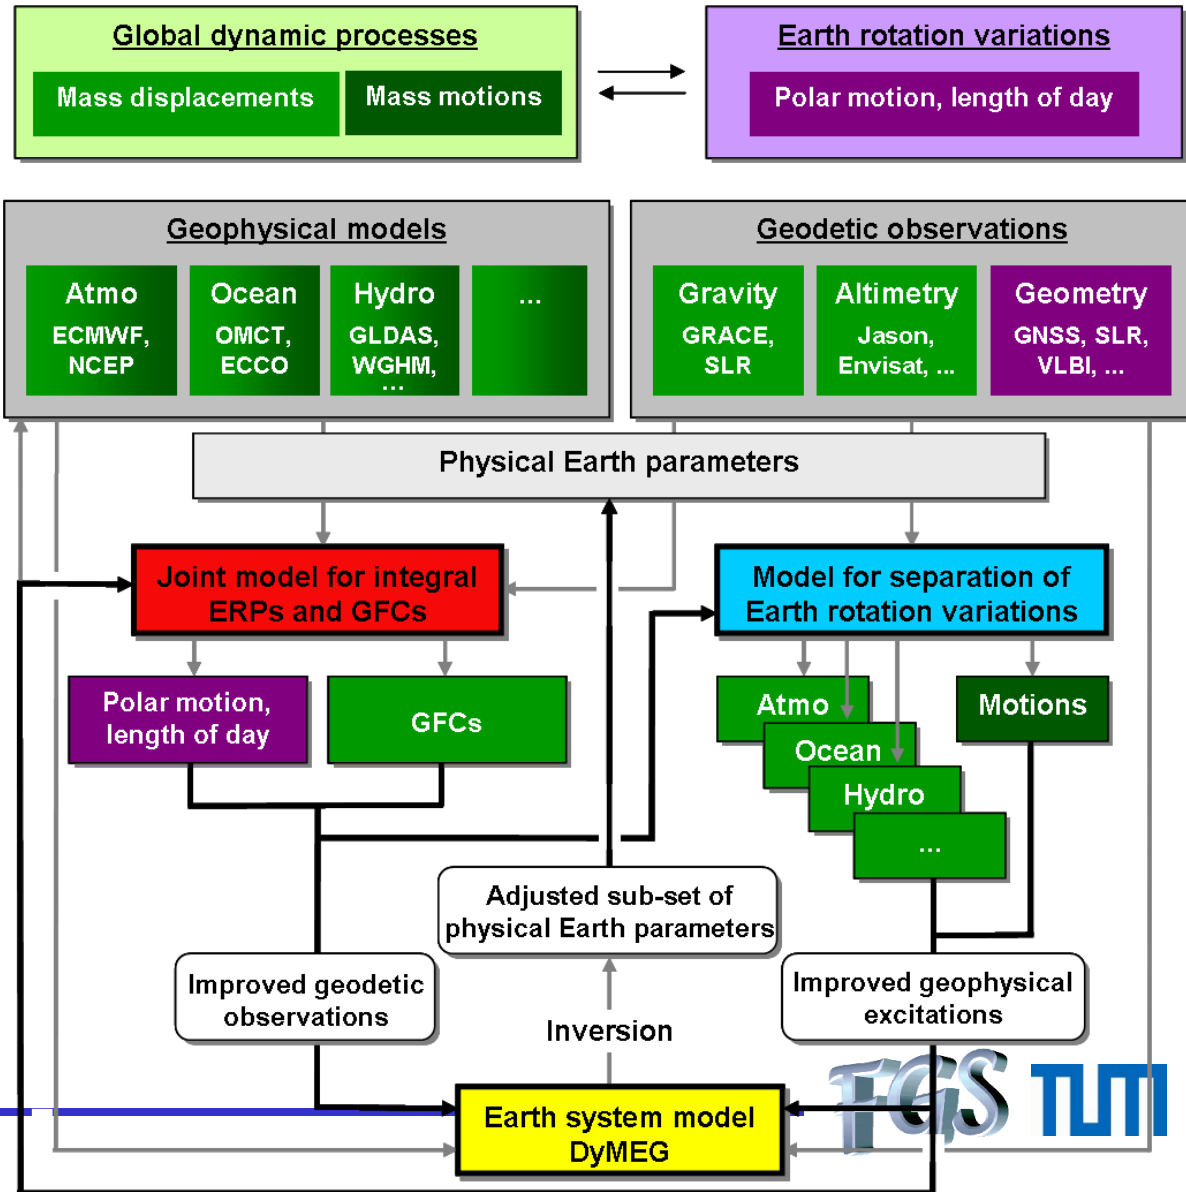 Global dynamic processes
Mass displacements
Mass motions
Earth rotation variations
Polar motion, length of day
Geophysical models
Atmo
ECMWF,
NCEP
Ocean
OMCT,
ECCO
Hydro
GLDAS,
WGHM,
...
...
Geodetic observations
Gravity
GRACE,
SLR
Altimetry
Jason,
Envisat, ...
Geometry
GNSS, SLR,
VLBI, ...
Physical Earth parameters
Joint model for integral
ERPs and GFCs
Model for separation of
Earth rotation variations
Polar motion,
length of day
GFCs
Atmo
Ocean
Hydro
...
Motions
Adjusted sub-set of
physical Earth parameters
Improved geodetic
observations
Improved geophysical
excitations
Inversion
Earth system model
DyMEG
FGS
TUM